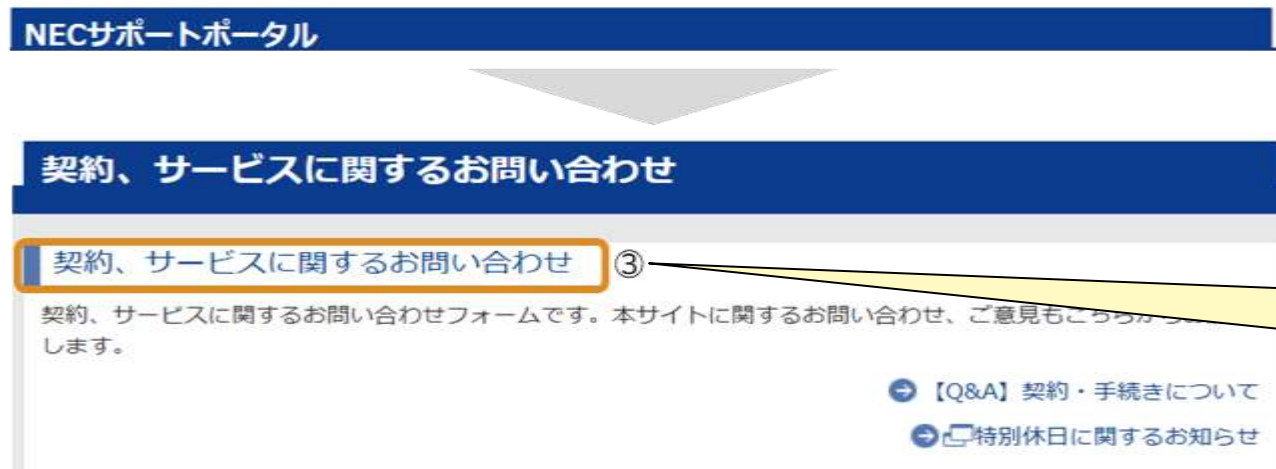 NECサポートポータル
契約、サービスに関するお問い合わせ
契約、サービスに関するお問い合わせ ③
契約、サービスに関するお問い合わせフォームです。本サイトに関するお問い合わせ、ご意見もこちらから
します。
【Q&A】契約・手続きについて
特別休日に関するお知らせ